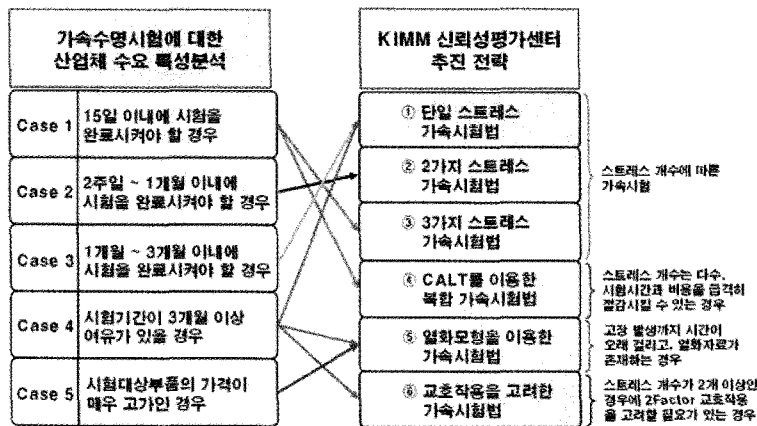 가속수명시험에 대한
산업체 수요 특성분석
KIMM 신뢰성평가센터
추진 전략
Case 1
15일 이내에 시험을
완료시켜야 할 경우
Case 2
2주일 ~ 1개월 이내에
시험을 완료시켜야 할 경우
Case 3
1개월 ~ 3개월 이내에
시험을 완료시켜야 할 경우
Case 4
시험기간이 3개월 이상
여유가 있을 경우
Case 5
시험대상부품의 가격이
매우 고가인 경우
① 단일 스트레스
가속시험법
② 2가지 스트레스
가속시험법
③ 3가지 스트레스
가속시험법
④ CALT를 이용한
복합 가속시험법
⑤ 열화모형을 이용한
가속시험법
⑥ 교호작용을 고려한
가속시험법
스트레스 개수에 따른
가속시험
스트레스 개수는 다수,
시험시간과 비용을 급격히
절감시킬 수 있는 경우
고장 발생까지 시간이
오래 걸리고, 열화자료가
존재하는 경우
스트레스 개수가 2개 이상인
경우에 2Factor 교호작용
을 고려할 필요가 있는 경우